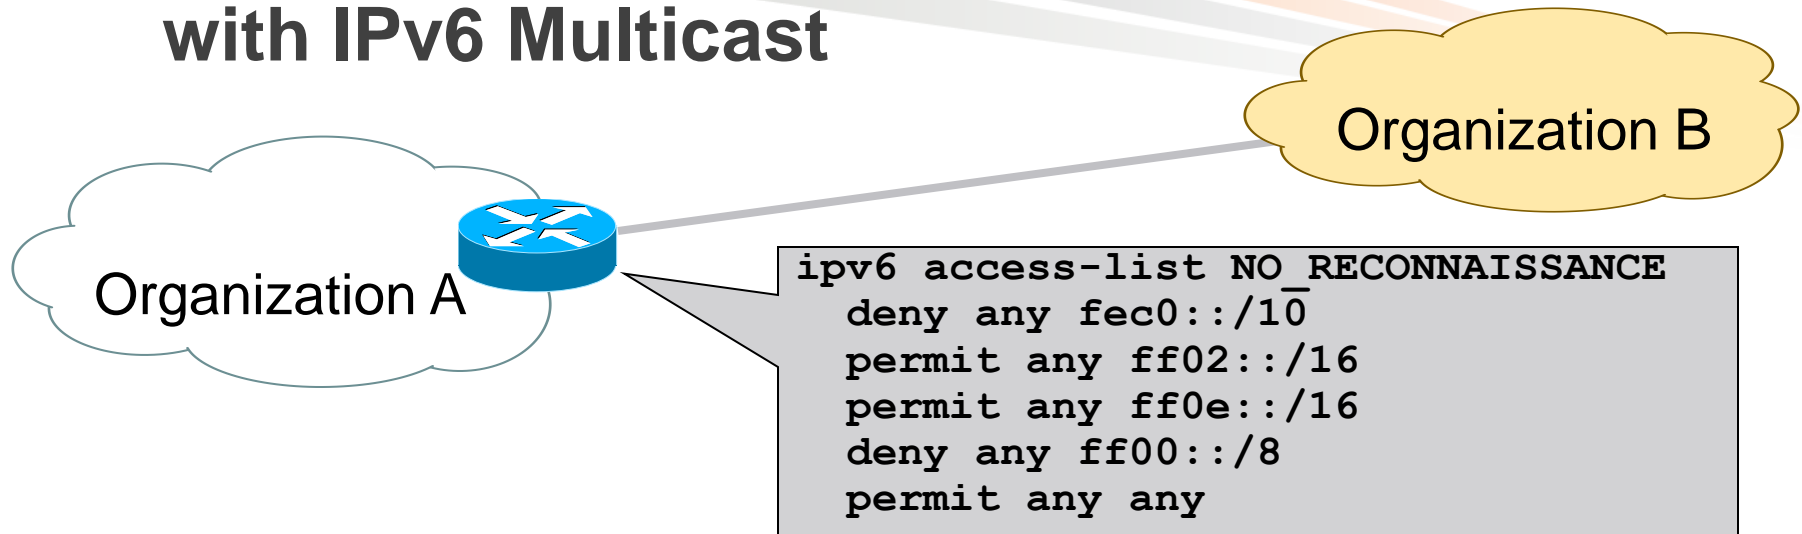 with IPv6 Multicast
Organization B
Organization A
ipv6 access-list NO_RECONNAISSANCE
deny any fec0::/10
permit any ff02::/16
permit any ff0e::/16
deny any ff00::/8
permit any any